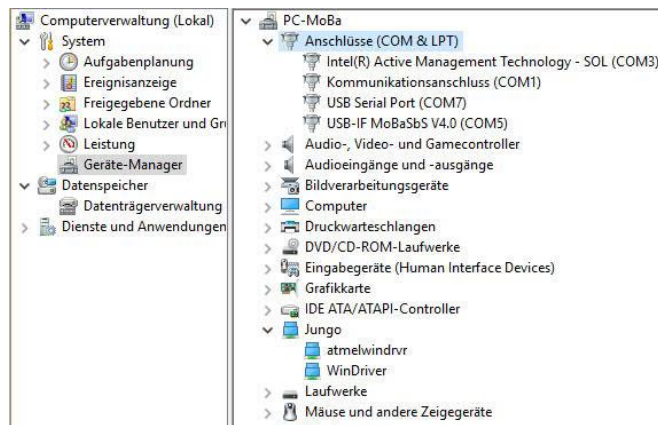 Computerverwaltung (Lokal)
System
Aufgabenplanung
Ereignisanzeige
Freigegebene Ordner
Lokale Benutzer und Gru
Leistung
Geräte-Manager
Datenspeicher
Datenträgerverwaltung
Dienste und Anwendungen
PC-MoBa
Anschlüsse (COM & LPT)
Intel(R) Active Management Technology - SOL (COM3)
Kommunikationsanschluss (COM1)
USB Serial Port (COM7)
USB-IF MoBaSbS V4.0 (COM5)
Audio-, Video- und Gamecontroller
Audioeingänge und -ausgänge
Bildverarbeitungsgeräte
Computer
Druckwarteschlangen
DVD/CD-ROM-Laufwerke
Eingabegeräte (Human Interface Devices)
Grafikkarte
IDE ATA/ATAPI-Controller
Jungo
atmelwindrvr
WinDriver
Laufwerke
Mäuse und andere Zeigegeräte